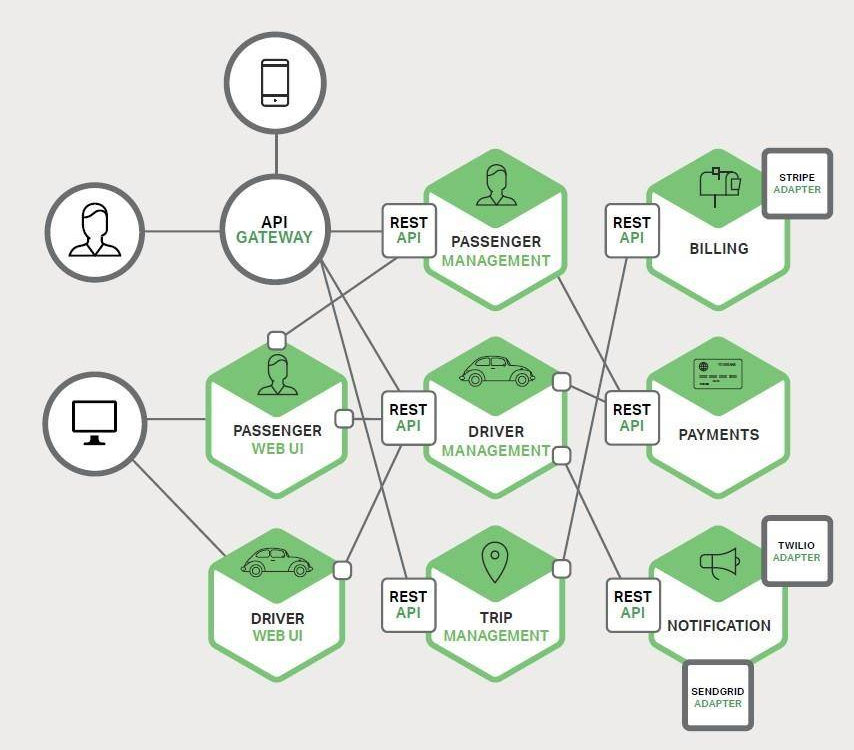 API
GATEWAY
REST
API
PASSENGER
MANAGEMENT
REST
API
BILLING
STRIPE
ADAPTER
PASSENGER
WEB UI
REST
API
DRIVER
MANAGEMENT
REST
API
PAYMENTS
DRIVER
WEB UI
REST
API
TRIP
MANAGEMENT
REST
API
NOTIFICATION
TWILIO
ADAPTER
SENDGRID
ADAPTER